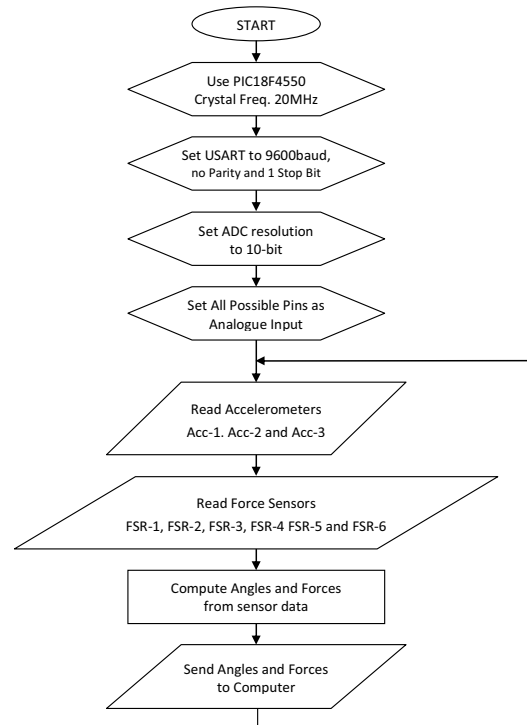 START
Use PIC18F4550
Crystal Freq. 20MHz
Set USART to 9600baud,
no Parity and 1 Stop Bit
Set ADC resolution
to 10-bit
Set All Possible Pins as
Analogue Input
Read Accelerometers
Acc-1. Acc-2 and Acc-3
Read Force Sensors
FSR-1, FSR-2, FSR-3, FSR-4 FSR-5 and FSR-6
Compute Angles and Forces
from sensor data
Send Angles and Forces
to Computer